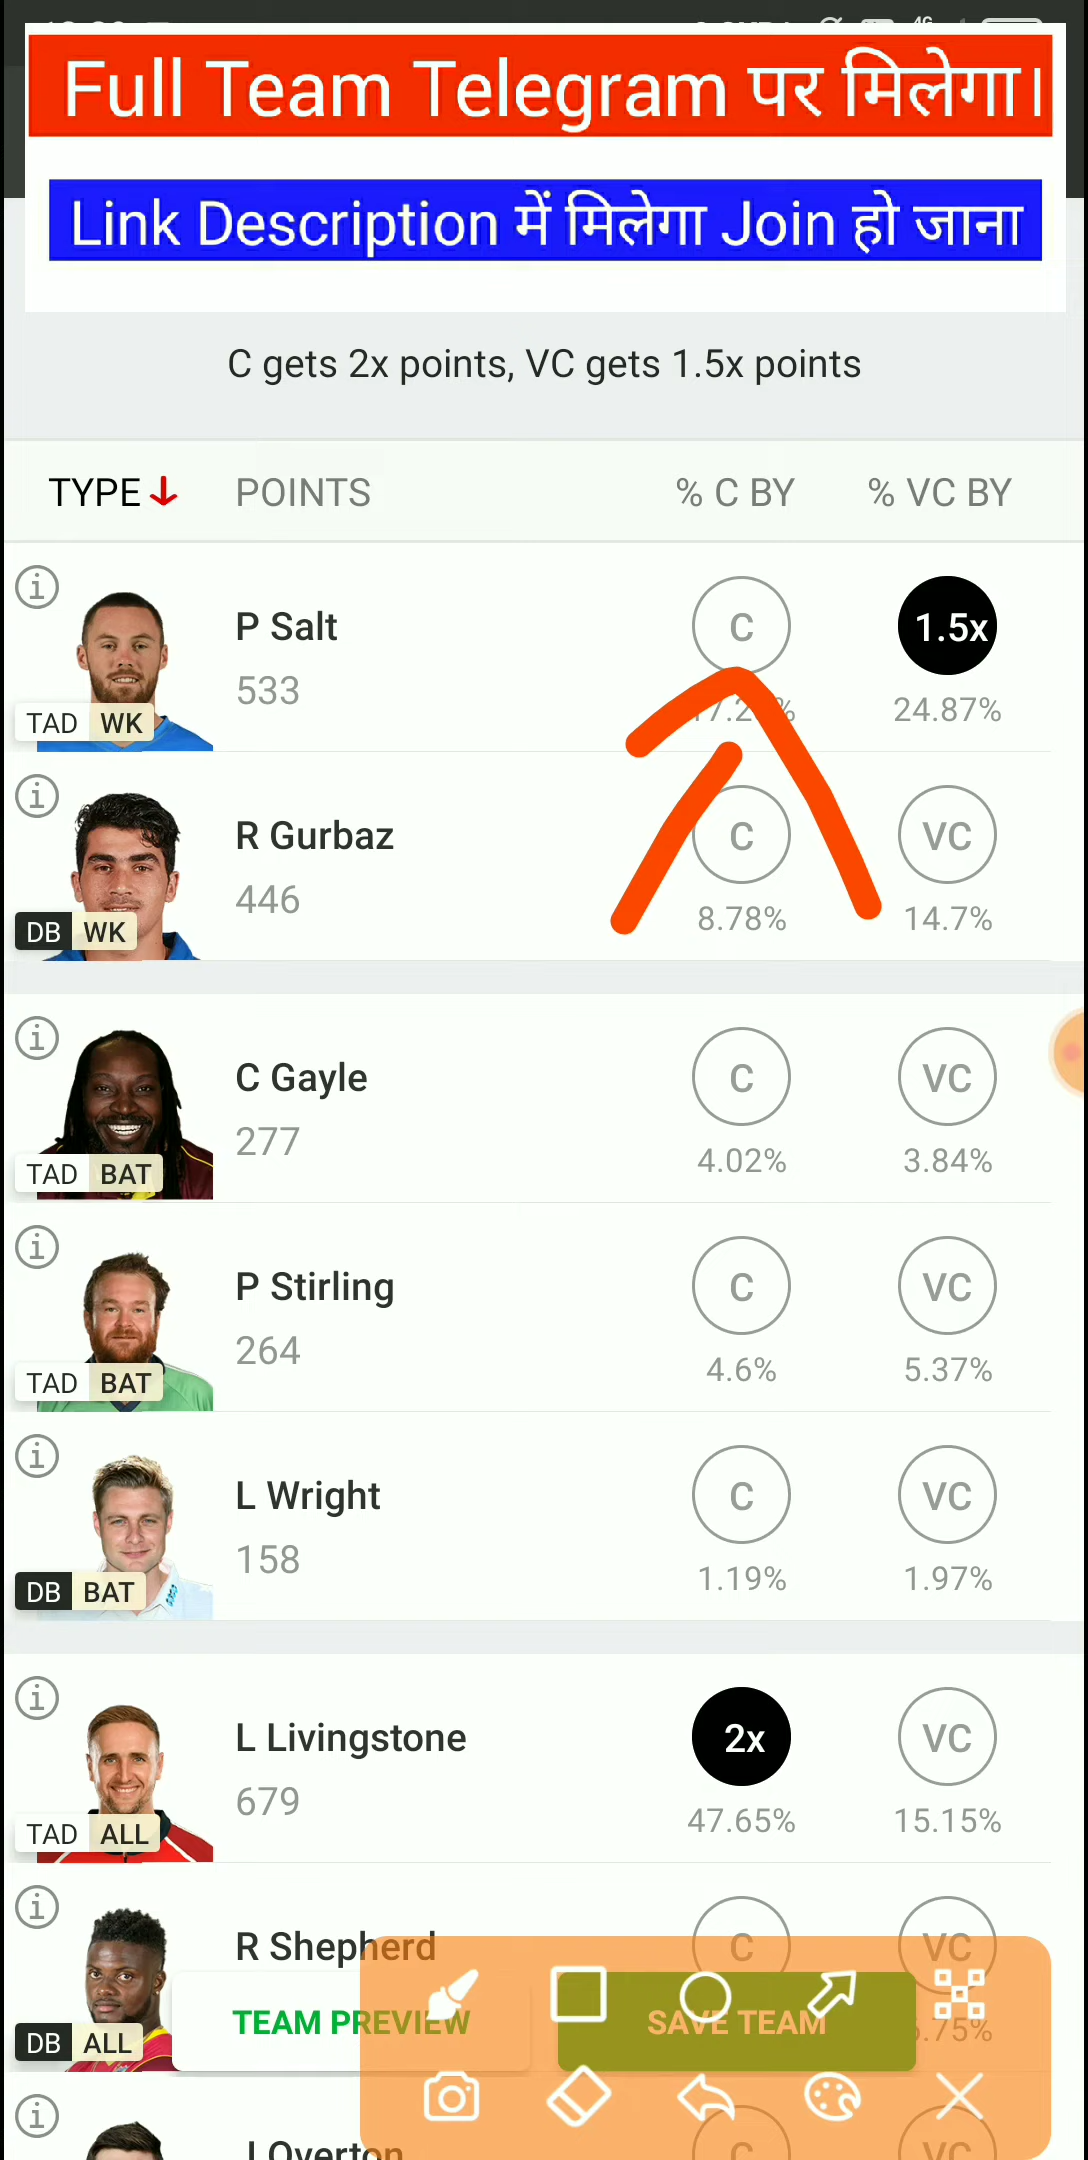 Full Team Telegram पर मिलेगा।
Link Description में मिलेगा Join हो जाना
C gets 2x points, VC gets 1.5x points
TYPE POINTS % C BY % VC BY
P Salt C 1.5x
533 24.87%
TAD WK
R Gurbaz C VC
446 8.78% 14.7%
DB WK
C Gayle C VC
277 4.02% 3.84%
TAD BAT
P Stirling C VC
264 4.6% 5.37%
TAD BAT
L Wright C VC
158 1.19% 1.97%
DB BAT
L Livingstone 2x VC
679 47.65% 15.15%
TAD ALL
R Shepherd C VC
DB ALL
TEAM PREVIEW SAVE TEAM
J Overton C VC